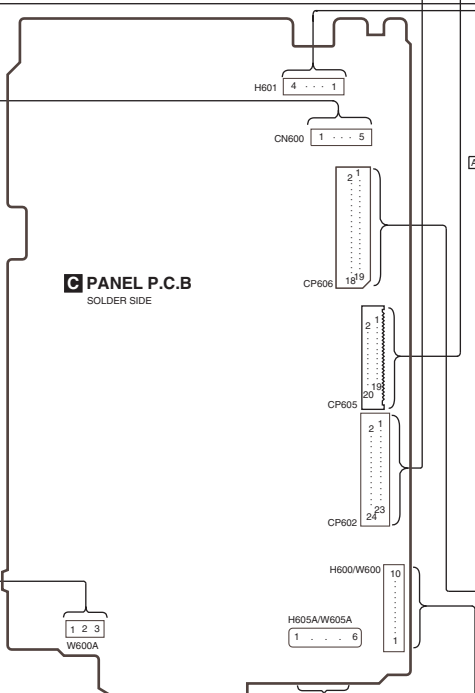 H601 4 · · · 1
CN600 1 · · · 5
2 1
18 19
CP606
C PANEL P.C.B
SOLDER SIDE
2 1
19
20
CP605
2 1
23
24
CP602
H600/W600 10
1
H605A/W605A
1 . . . 6
1 2 3
W600A